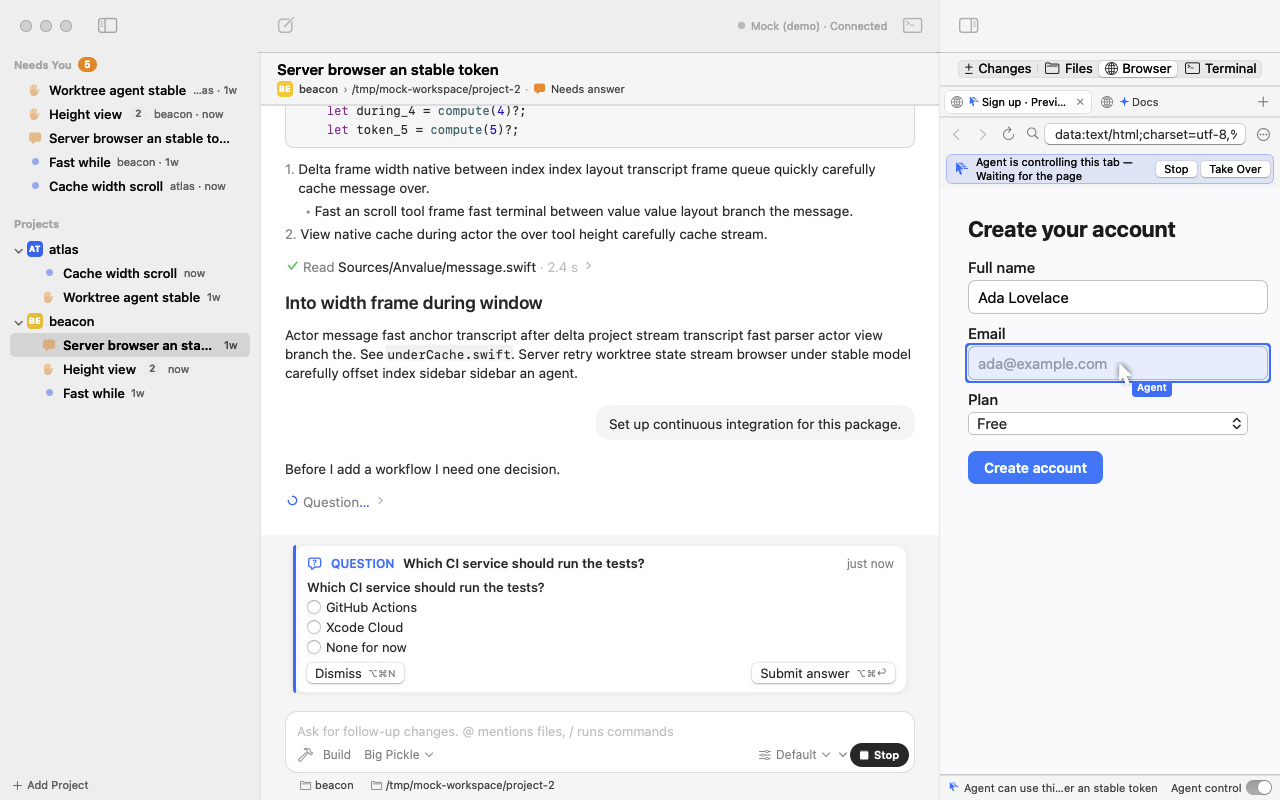 Mock (demo) · Connected
Needs You 5
Worktree agent stable ...as · 1w
Height view 2 beacon · now
Server browser an stable to...
Fast while beacon · 1w
Cache width scroll atlas · now
Projects
AT atlas
Cache width scroll now
Worktree agent stable 1w
BE beacon
Server browser an sta... 1w
Height view 2 now
Fast while 1w
Add Project
Server browser an stable token
BE beacon › /tmp/mock-workspace/project-2 · Needs answer
let during_4 = compute(4)?;
let token_5 = compute(5)?;
1. Delta frame width native between index index layout transcript frame queue quickly carefully
cache message over.
• Fast an scroll tool frame fast terminal between value value layout branch the message.
2. View native cache during actor the over tool height carefully cache stream.
Read Sources/Anvalue/message.swift · 2.4 s
Into width frame during window
Actor message fast anchor transcript after delta project stream transcript fast parser actor view
branch the. See underCache.swift. Server retry worktree state stream browser under stable model
carefully offset index sidebar sidebar an agent.
Set up continuous integration for this package.
Before I add a workflow I need one decision.
Question...
QUESTION Which CI service should run the tests? just now
Which CI service should run the tests?
GitHub Actions
Xcode Cloud
None for now
Dismiss ⌥⌘N Submit answer ⌥⌘↩
Ask for follow-up changes. @ mentions files, / runs commands
Build Big Pickle Default Stop
beacon /tmp/mock-workspace/project-2
Changes Files Browser Terminal
Sign up · Previ... Docs
data:text/html;charset=utf-8,%
Agent is controlling this tab —
Waiting for the page
Stop Take Over
Create your account
Full name
Ada Lovelace
Email
ada@example.com
Agent
Plan
Free
Create account
Agent can use thi...er an stable token Agent control